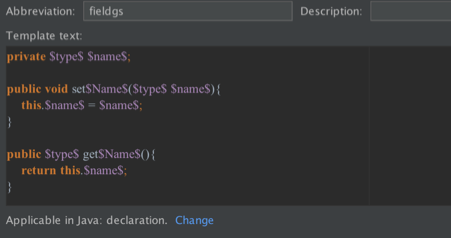 Abbreviation: fieldgs Description:
Template text:
private $type$ $name$;
public void set$Name$($type$ $name$){
this.$name$ = $name$;
}
public $type$ get$Name$(){
return this.$name$;
}
Applicable in Java: declaration. Change